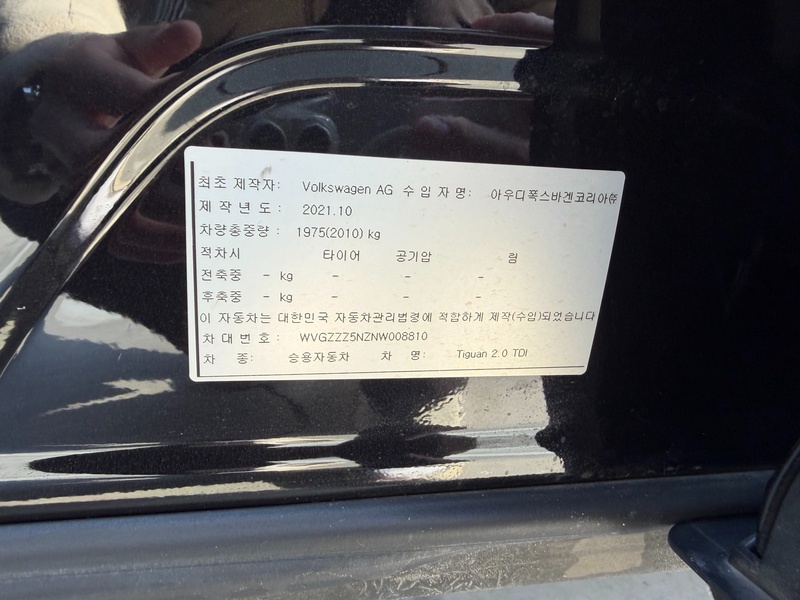 최초 제작자: Volkswagen AG 수 입 자 명: 아우디폭스바겐코리아㈜
제 작 년 도 : 2021.10
차량총중량 : 1975(2010) kg
적차시 타이어 공기압 림
전축중 - kg - - -
후축중 - kg - - -
이 자동차는 대한민국 자동차관리법령에 적합하게 제작(수입)되었습니다
차 대 번 호 : WVGZZZ5NZNW008810
차 종: 승용자동차 차 명: Tiguan 2.0 TDI